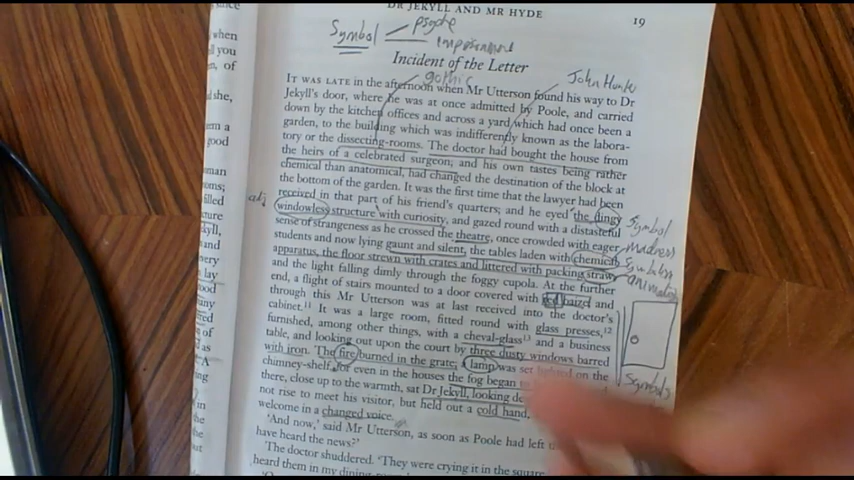 DR JEKYLL AND MR HYDE 19
Symbol psyche
imprisonment
Incident of the Letter
gothic
John Hunter
IT WAS LATE in the afternoon when Mr Utterson found his way to Dr
Jekyll's door, where he was at once admitted by Poole, and carried
down by the kitchen offices and across a yard which had once been a
garden, to the building which was indifferently known as the labora-
tory or the dissecting-rooms. The doctor had bought the house from
the heirs of a celebrated surgeon; and his own tastes being rather
chemical than anatomical, had changed the destination of the block at
the bottom of the garden. It was the first time that the lawyer had been
received in that part of his friend's quarters; and he eyed the dingy
adj windowless structure with curiosity, and gazed round with a distasteful
Symbol
sense of strangeness as he crossed the theatre, once crowded with eager
madness
students and now lying gaunt and silent, the tables laden with chemical
apparatus, the floor strewn with crates and littered with packing straw
and the light falling dimly through the foggy cupola. At the further
end, a flight of stairs mounted to a door covered with red baize; and
through this Mr Utterson was at last received into the doctor's
cabinet.11 It was a large room, fitted round with glass presses,12
furnished, among other things, with a cheval-glass13 and a business
table, and looking out upon the court by three dusty windows barred
with iron. The fire burned in the grate; a lamp was set lighted on the
chimney-shelf, for even in the houses the fog began to
there, close up to the warmth, sat Dr Jekyll, looking
not rise to meet his visitor, but held out a cold hand,
welcome in a changed voice.
'And now,' said Mr Utterson, as soon as Poole had left
have heard the news?'
The doctor shuddered. 'They were crying it in the square
heard them in my dining-room